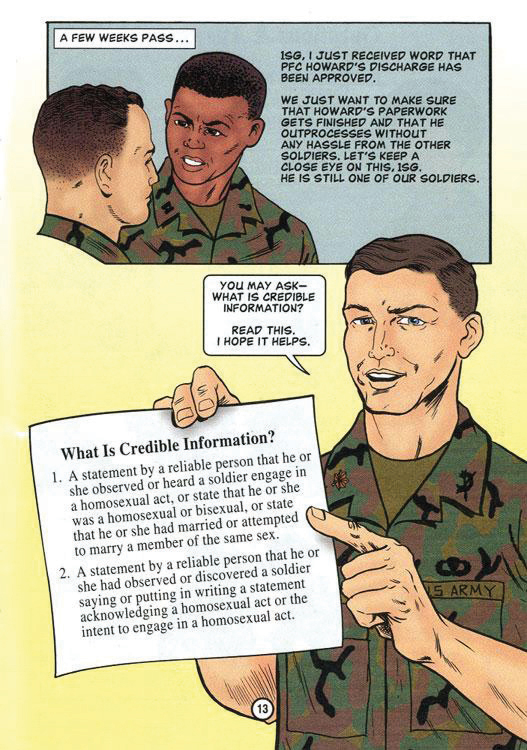 A FEW WEEKS PASS...
1SG, I JUST RECEIVED WORD THAT
PFC HOWARD'S DISCHARGE HAS
BEEN APPROVED.
WE JUST WANT TO MAKE SURE
THAT HOWARD'S PAPERWORK
GETS FINISHED AND THAT HE
OUTPROCESSES WITHOUT
ANY HASSLE FROM THE OTHER
SOLDIERS. LET'S KEEP A
CLOSE EYE ON THIS, 1SG.
HE IS STILL ONE OF OUR SOLDIERS.
YOU MAY ASK—
WHAT IS CREDIBLE
INFORMATION?
READ THIS.
I HOPE IT HELPS.
What Is Credible Information?
1. A statement by a reliable person that he or
she observed or heard a soldier engage in
a homosexual act, or state that he or she
was a homosexual or bisexual, or state
that he or she had married or attempted
to marry a member of the same sex.
2. A statement by a reliable person that he or
she had observed or discovered a soldier
saying or putting in writing a statement
acknowledging a homosexual act or the
intent to engage in a homosexual act.
S ARMY
13